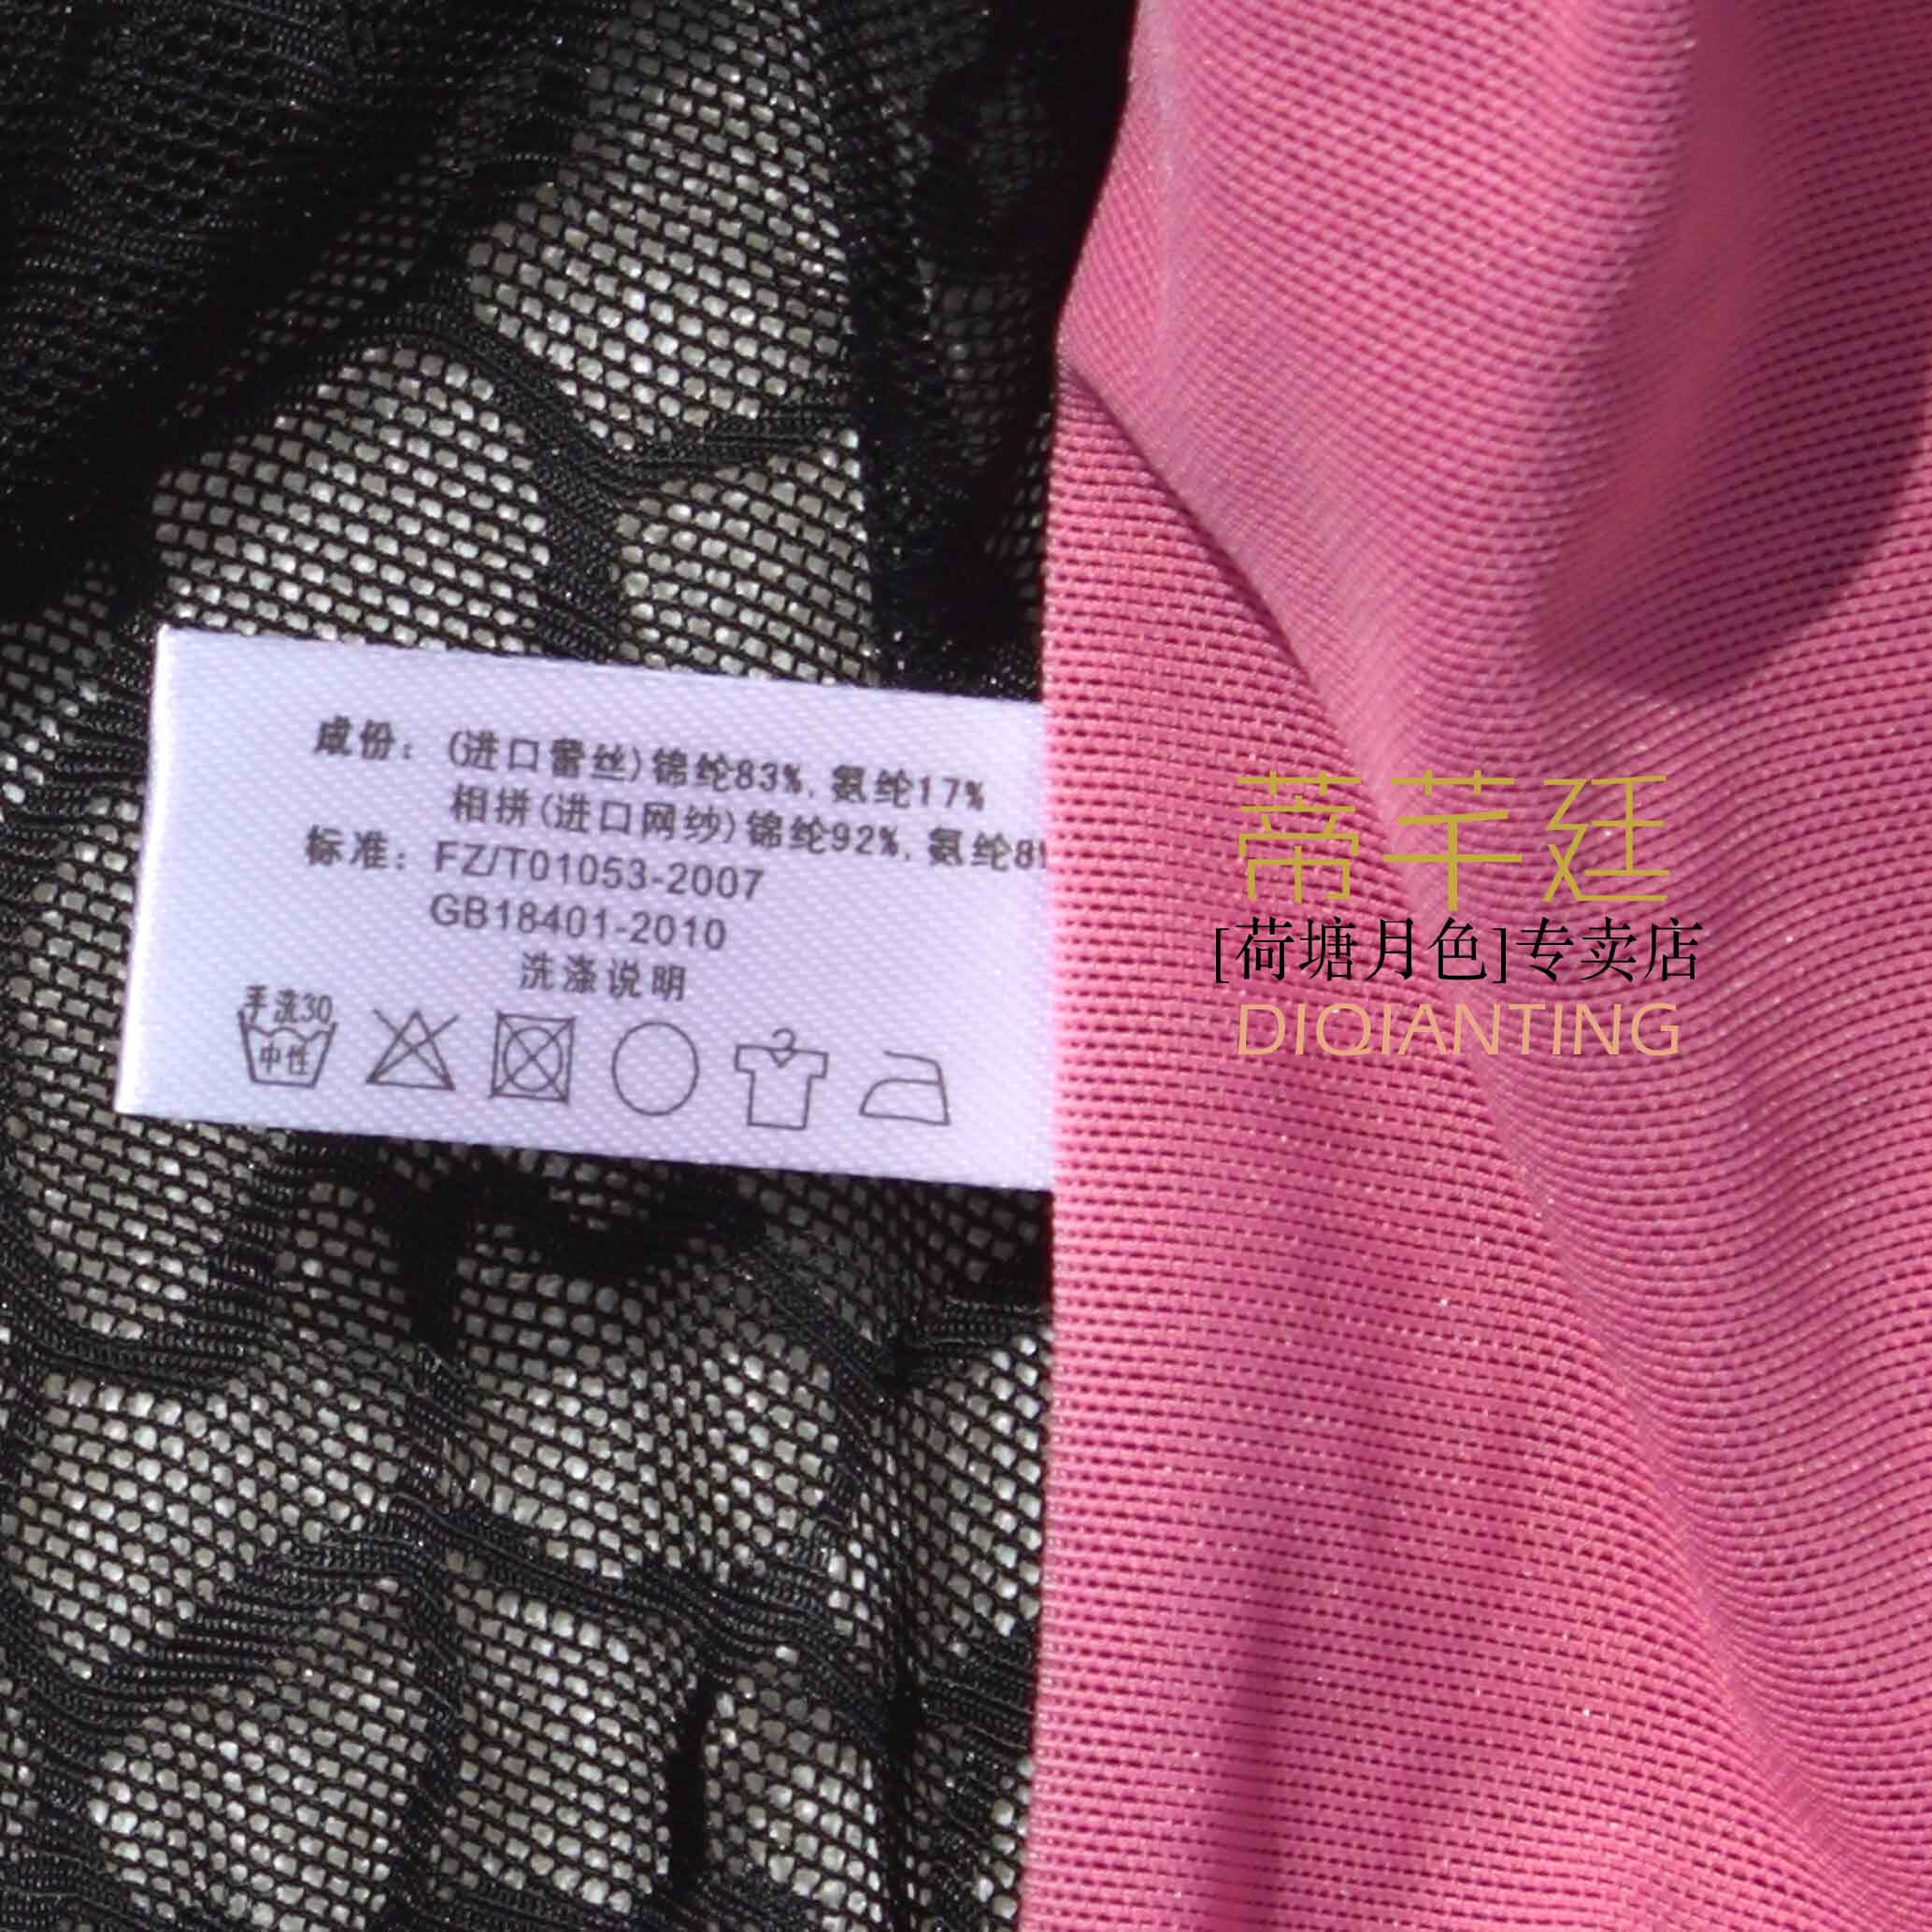 成份：(进口蕾丝)锦纶83%，氨纶17%
相拼(进口网纱)锦纶92%，氨纶8%
标准：FZ/T01053-2007
GB18401-2010
洗涤说明
手洗30
中性
蒂芊廷
[荷塘月色]专卖店
DIQIANTING